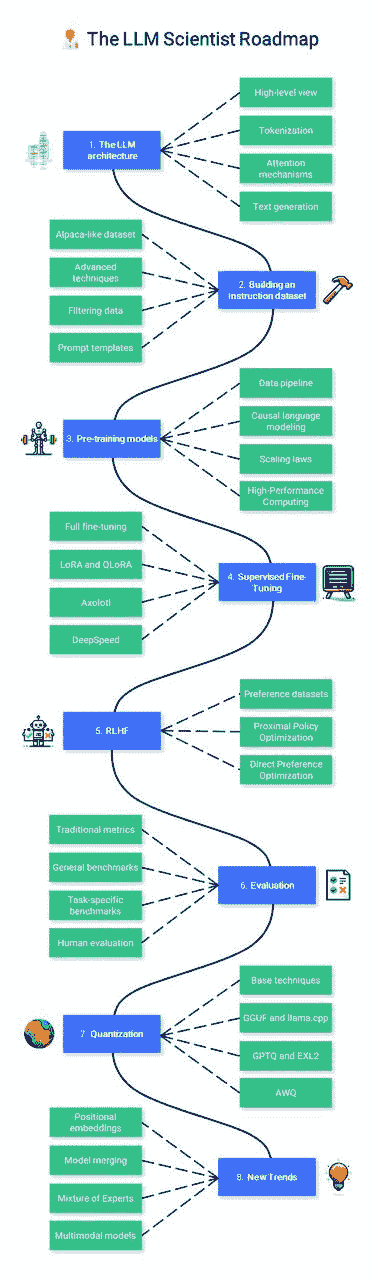 The LLM Scientist Roadmap
1. The LLM
architecture
High-level view
Tokenization
Attention
mechanisms
Text generation
2. Building an
instruction dataset
Alpaca-like dataset
Advanced
techniques
Filtering data
Prompt templates
3. Pre-training models
Data pipeline
Causal language
modeling
Scaling laws
High-Performance
Computing
4. Supervised Fine-
Tuning
Full fine-tuning
LoRA and QLoRA
Axolotl
DeepSpeed
5. RLHF
Preference datasets
Proximal Policy
Optimization
Direct Preference
Optimization
6. Evaluation
Traditional metrics
General benchmarks
Task-specific
benchmarks
Human evaluation
7. Quantization
Base techniques
GGUF and llama.cpp
GPTQ and EXL2
AWQ
8. New Trends
Positional
embeddings
Model merging
Mixture of Experts
Multimodal models